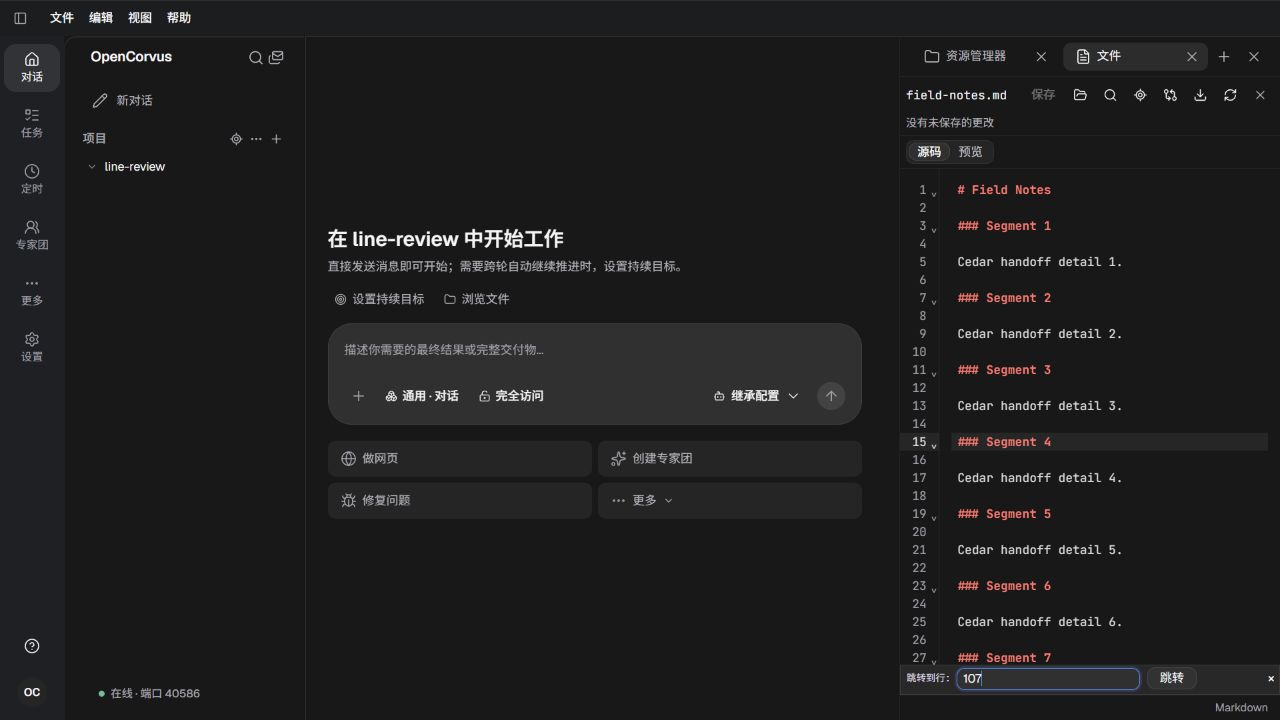 文件 编辑 视图 帮助
对话
任务
定时
专家团
更多
设置
OC
OpenCorvus
新对话
项目
line-review
在线 · 端口 40586
在 line-review 中开始工作
直接发送消息即可开始；需要跨轮自动继续推进时，设置持续目标。
设置持续目标 浏览文件
描述你需要的最终结果或完整交付物...
通用 · 对话 完全访问 继承配置
做网页 创建专家团
修复问题 更多
资源管理器 文件
field-notes.md 保存
没有未保存的更改
源码 预览
1 # Field Notes
2
3 ### Segment 1
4
5 Cedar handoff detail 1.
6
7 ### Segment 2
8
9 Cedar handoff detail 2.
10
11 ### Segment 3
12
13 Cedar handoff detail 3.
14
15 ### Segment 4
16
17 Cedar handoff detail 4.
18
19 ### Segment 5
20
21 Cedar handoff detail 5.
22
23 ### Segment 6
24
25 Cedar handoff detail 6.
26
27 ### Segment 7
跳转到行: 107 跳转 ×
Markdown